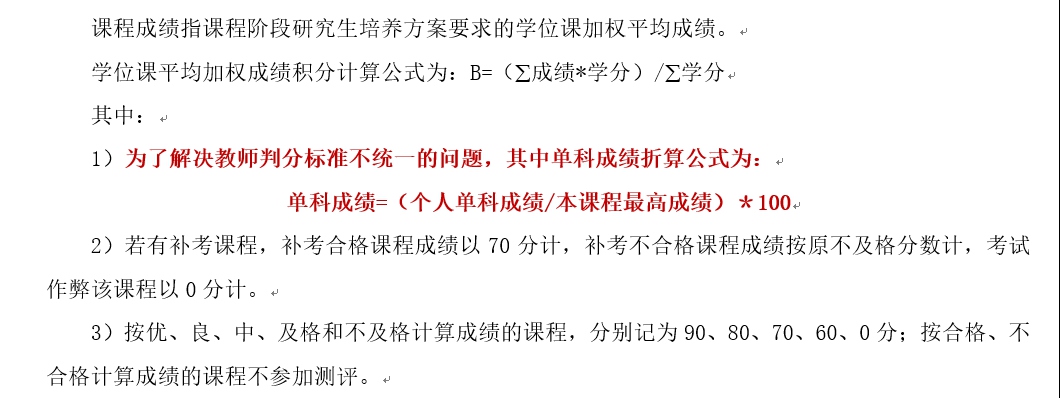 课程成绩指课程阶段研究生培养方案要求的学位课加权平均成绩。
学位课平均加权成绩积分计算公式为：B=（∑成绩*学分）/∑学分
其中：
1）为了解决教师判分标准不统一的问题，其中单科成绩折算公式为：
单科成绩=（个人单科成绩/本课程最高成绩）＊100
2）若有补考课程，补考合格课程成绩以 70 分计，补考不合格课程成绩按原不及格分数计，考试
作弊该课程以 0 分计。
3）按优、良、中、及格和不及格计算成绩的课程，分别记为 90、80、70、60、0 分；按合格、不
合格计算成绩的课程不参加测评。